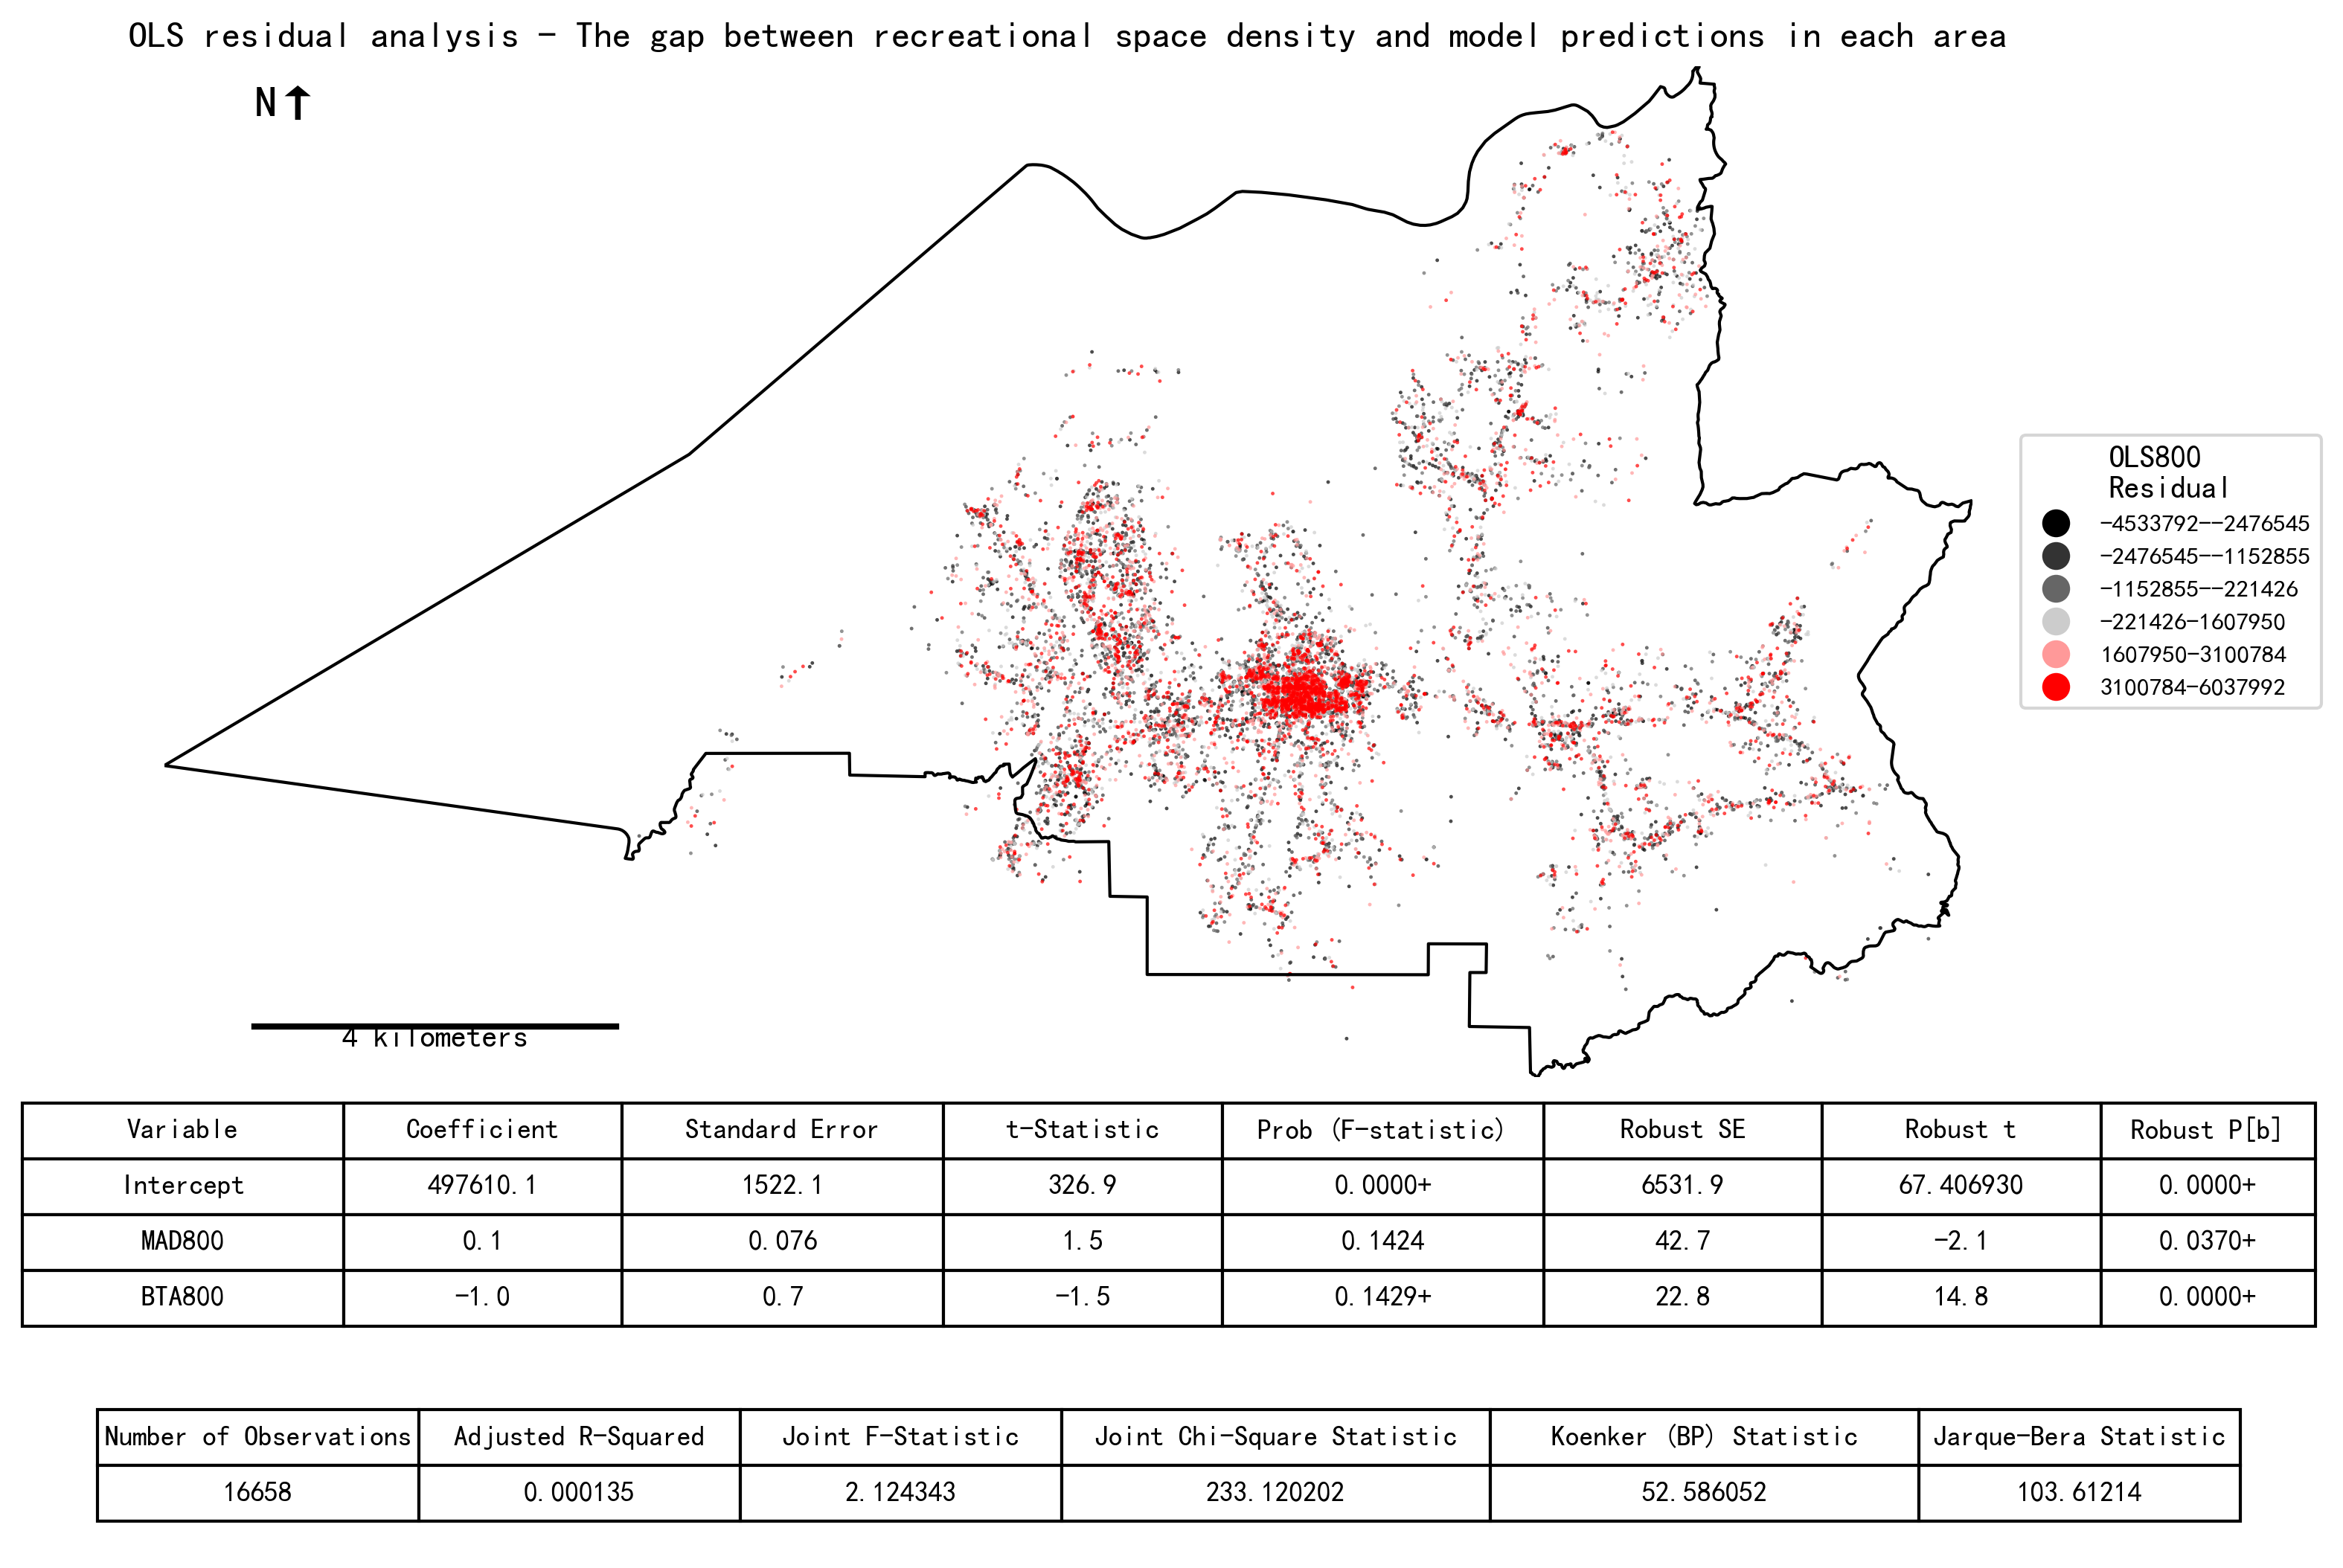 OLS residual analysis - The gap between recreational space density and model predictions in each area
N↑
OLS800
Residual
-4533792--2476545
-2476545--1152855
-1152855--221426
-221426-1607950
1607950-3100784
3100784-6037992
4 kilometers
Variable Coefficient Standard Error t-Statistic Prob (F-statistic) Robust SE Robust t Robust P[b]
Intercept 497610.1 1522.1 326.9 0.0000+ 6531.9 67.406930 0.0000+
MAD800 0.1 0.076 1.5 0.1424 42.7 -2.1 0.0370+
BTA800 -1.0 0.7 -1.5 0.1429+ 22.8 14.8 0.0000+
Number of Observations Adjusted R-Squared Joint F-Statistic Joint Chi-Square Statistic Koenker (BP) Statistic Jarque-Bera Statistic
16658 0.000135 2.124343 233.120202 52.586052 103.61214